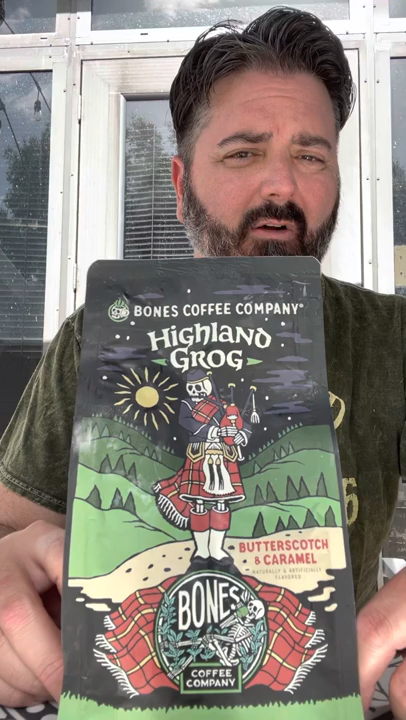 BONES COFFEE COMPANY®
HIGHLAND
GROG
BUTTERSCOTCH
& CARAMEL
NATURALLY & ARTIFICIALLY
FLAVORED
BONES
COFFEE
COMPANY